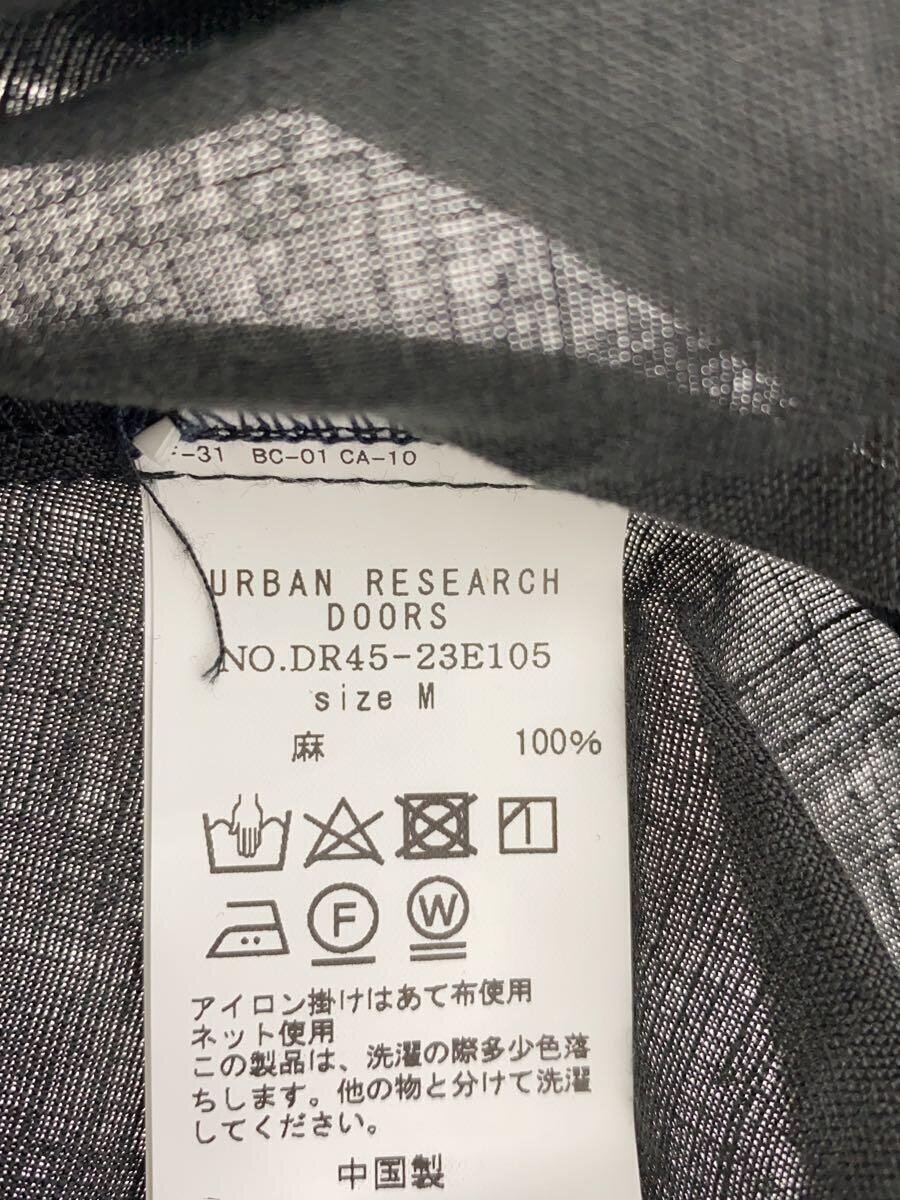 -31 BC-01 CA-10
URBAN RESEARCH
DOORS
NO.DR45-23E105
size M
麻 100%
F W
アイロン掛けはあて布使用
ネット使用
この製品は、洗濯の際多少色落
ちします。他の物と分けて洗濯
してください。
中国製